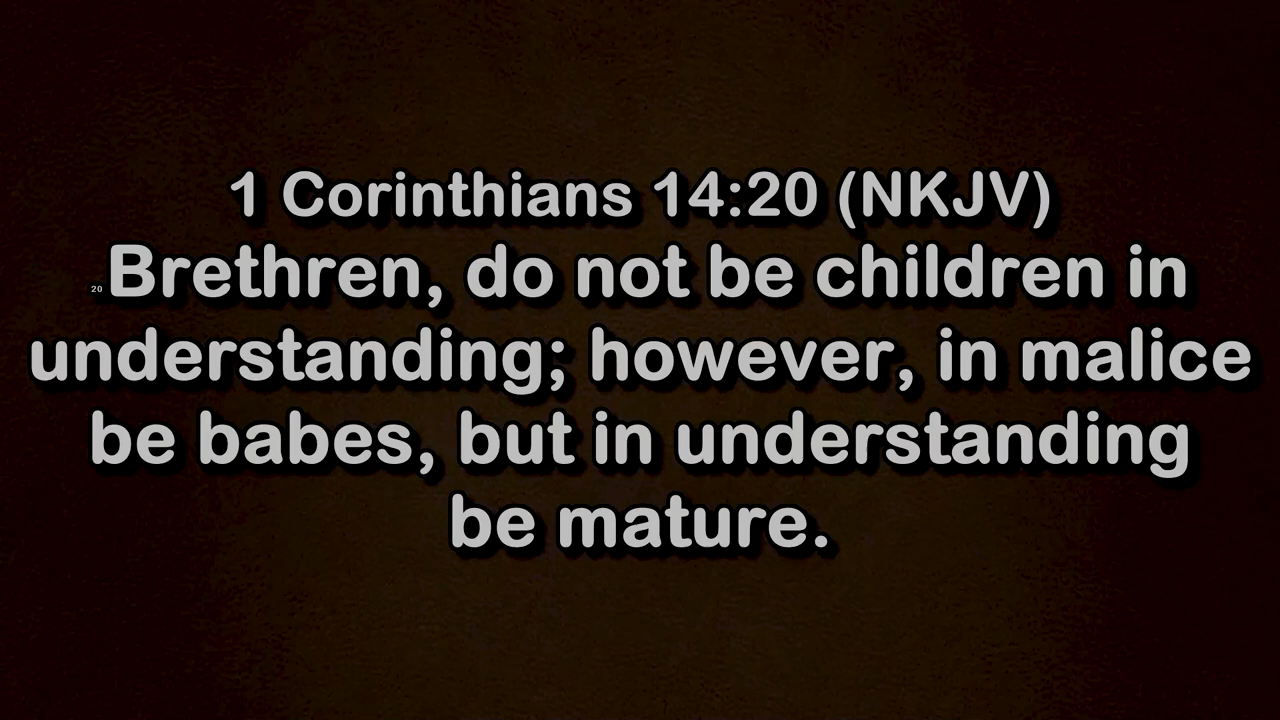 1 Corinthians 14:20 (NKJV)
20 Brethren, do not be children in
understanding; however, in malice
be babes, but in understanding
be mature.